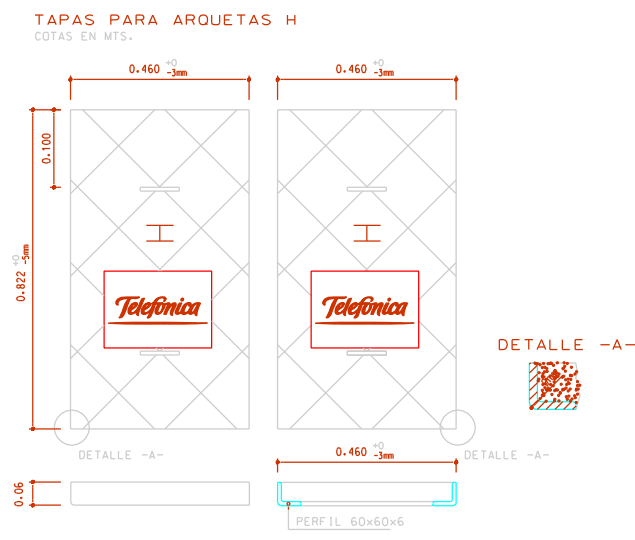 TAPAS PARA ARQUETAS H
COTAS EN MTS.
0.460 +0 -3mm
0.460 +0 -3mm
0.100
0.822 +0 -5mm
H
H
Telefonica
Telefonica
DETALLE -A-
DETALLE -A-
DETALLE -A-
0.460 +0 -3mm
0.06
PERFIL 60x60x6